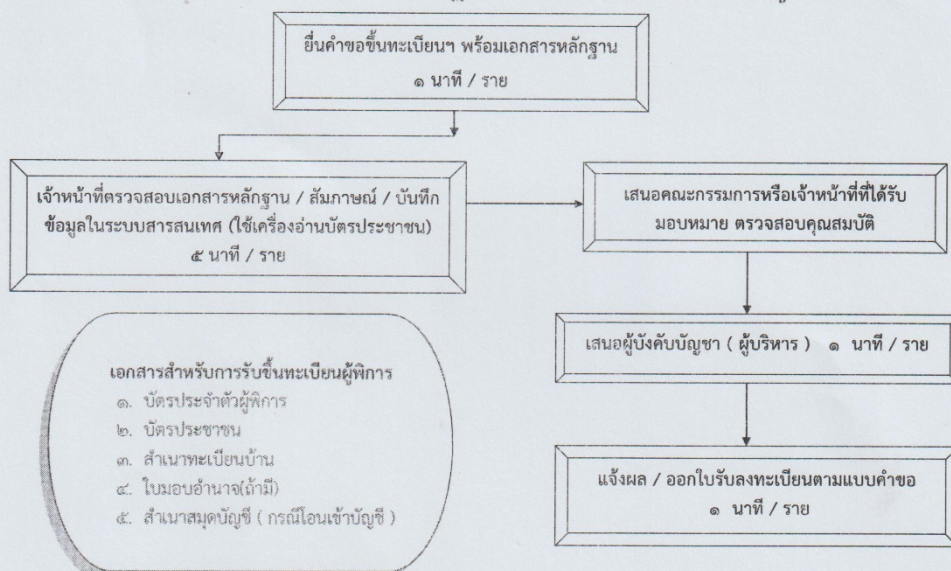 ยื่นคำขอขึ้นทะเบียนฯ พร้อมเอกสารหลักฐาน
๑ นาที / ราย
เจ้าหน้าที่ตรวจสอบเอกสารหลักฐาน / สัมภาษณ์ / บันทึก
ข้อมูลในระบบสารสนเทศ (ใช้เครื่องอ่านบัตรประชาชน)
๕ นาที / ราย
เสนอคณะกรรมการหรือเจ้าหน้าที่ที่ได้รับ
มอบหมาย ตรวจสอบคุณสมบัติ
เสนอผู้บังคับบัญชา ( ผู้บริหาร ) ๑ นาที / ราย
เอกสารสำหรับการรับขึ้นทะเบียนผู้พิการ
๑. บัตรประจำตัวผู้พิการ
๒. บัตรประชาชน
๓. สำเนาทะเบียนบ้าน
๔. ใบมอบอำนาจ(ถ้ามี)
๕. สำเนาสมุดบัญชี ( กรณีโอนเข้าบัญชี )
แจ้งผล / ออกใบรับลงทะเบียนตามแบบคำขอ
๑ นาที / ราย